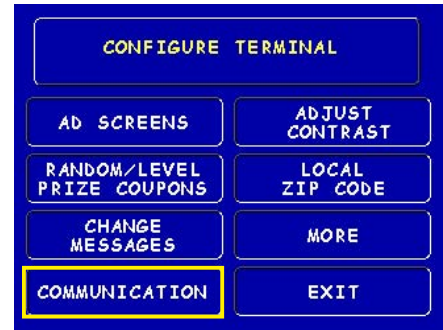 CONFIGURE TERMINAL
AD SCREENS
ADJUST
CONTRAST
RANDOM/LEVEL
PRIZE COUPONS
LOCAL
ZIP CODE
CHANGE
MESSAGES
MORE
COMMUNICATION
EXIT